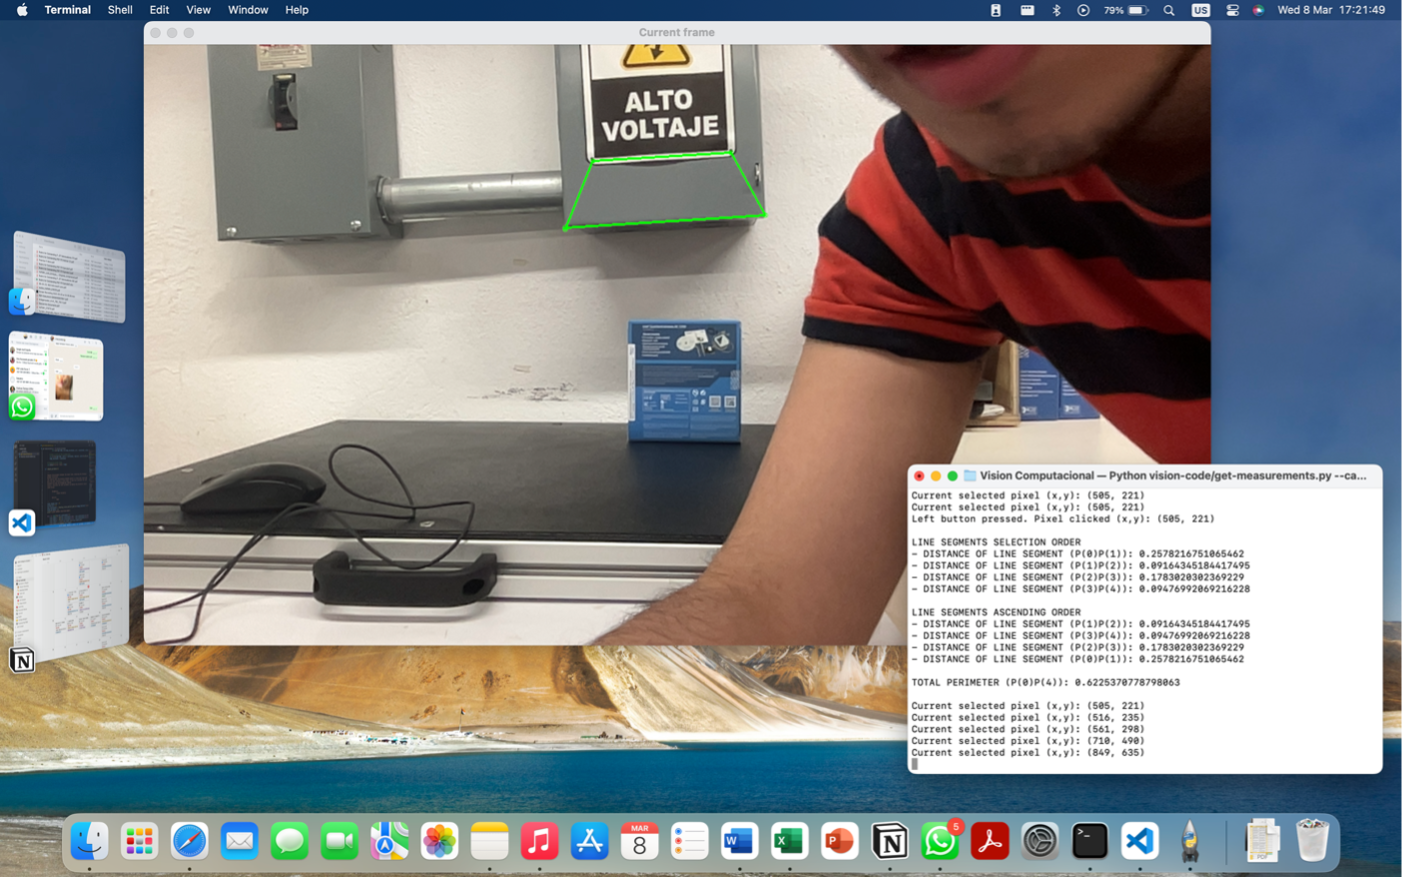 Terminal Shell Edit View Window Help
79% US Wed 8 Mar 17:21:49
Current frame
ALTO
VOLTAJE
Vision Computacional — Python vision-code/get-measurements.py --ca...
Current selected pixel (x,y): (505, 221)
Current selected pixel (x,y): (505, 221)
Left button pressed. Pixel clicked (x,y): (505, 221)
LINE SEGMENTS SELECTION ORDER
- DISTANCE OF LINE SEGMENT (P(0)P(1)): 0.2578216751065462
- DISTANCE OF LINE SEGMENT (P(1)P(2)): 0.09164345184417495
- DISTANCE OF LINE SEGMENT (P(2)P(3)): 0.1783020302369229
- DISTANCE OF LINE SEGMENT (P(3)P(4)): 0.09476992069216228
LINE SEGMENTS ASCENDING ORDER
- DISTANCE OF LINE SEGMENT (P(1)P(2)): 0.09164345184417495
- DISTANCE OF LINE SEGMENT (P(3)P(4)): 0.09476992069216228
- DISTANCE OF LINE SEGMENT (P(2)P(3)): 0.1783020302369229
- DISTANCE OF LINE SEGMENT (P(0)P(1)): 0.2578216751065462
TOTAL PERIMETER (P(0)P(4)): 0.6225370778798063
Current selected pixel (x,y): (505, 221)
Current selected pixel (x,y): (516, 235)
Current selected pixel (x,y): (561, 298)
Current selected pixel (x,y): (710, 490)
Current selected pixel (x,y): (849, 635)
MAR
8
5
PDF